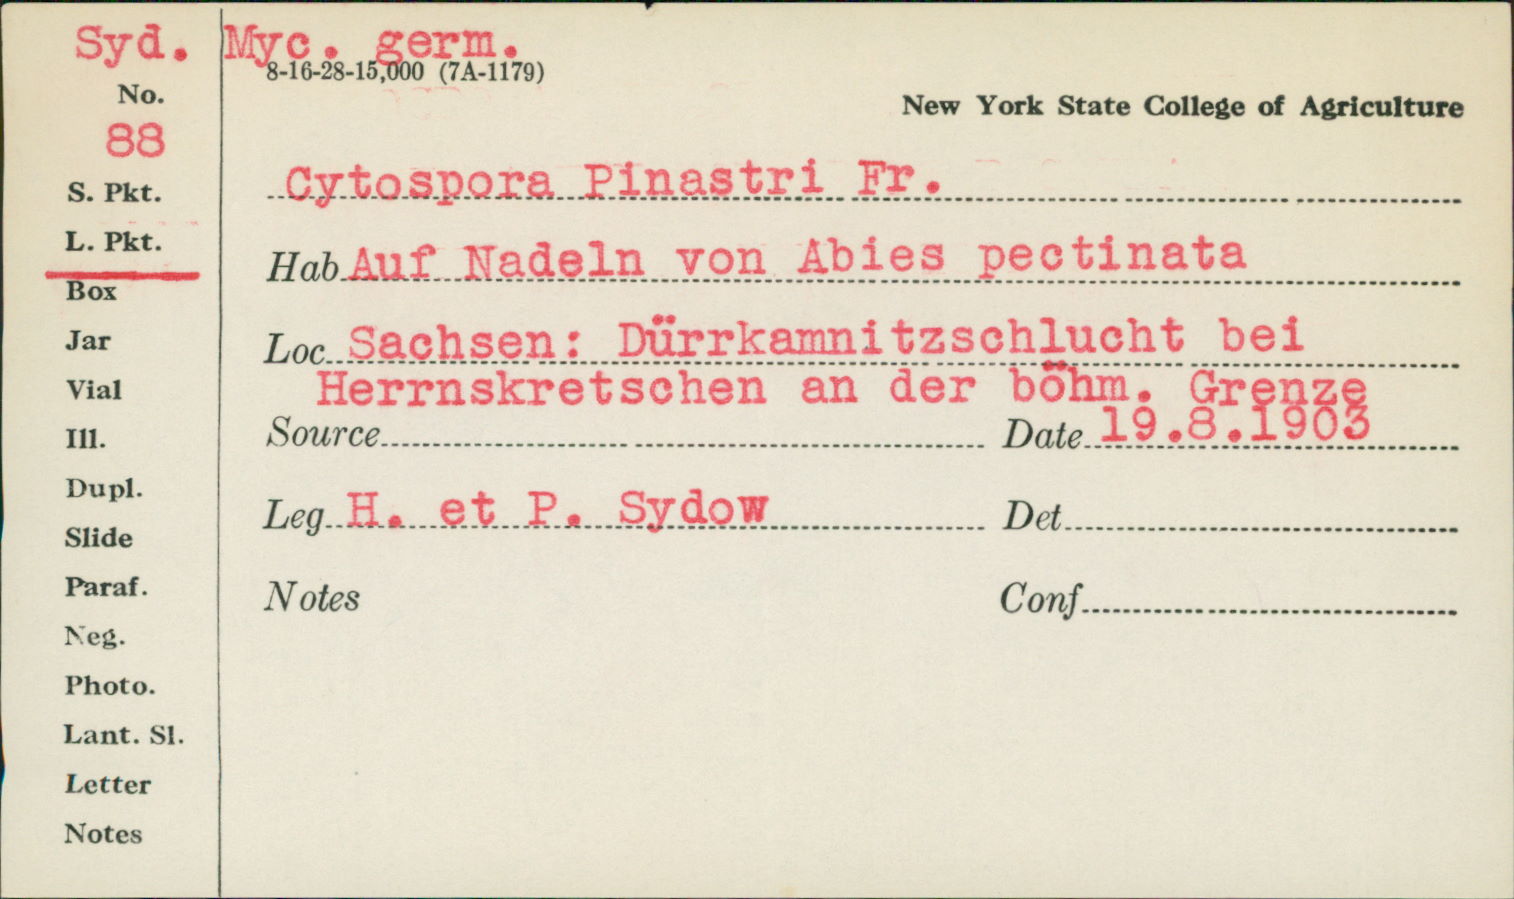 Syd. Myc. germ.
8-16-28-15,000 (7A-1179)
No.
88
New York State College of Agriculture
S. Pkt.
L. Pkt.
Box
Jar
Vial
Ill.
Dupl.
Slide
Paraf.
Neg.
Photo.
Lant. Sl.
Letter
Notes
Cytospora Pinastri Fr.
Hab Auf Nadeln von Abies pectinata
Loc Sachsen: Dürrkamnitzschlucht bei
Herrnskretschen an der böhm. Grenze
Source Date 19.8.1903
Leg H. et P. Sydow Det
Notes Conf